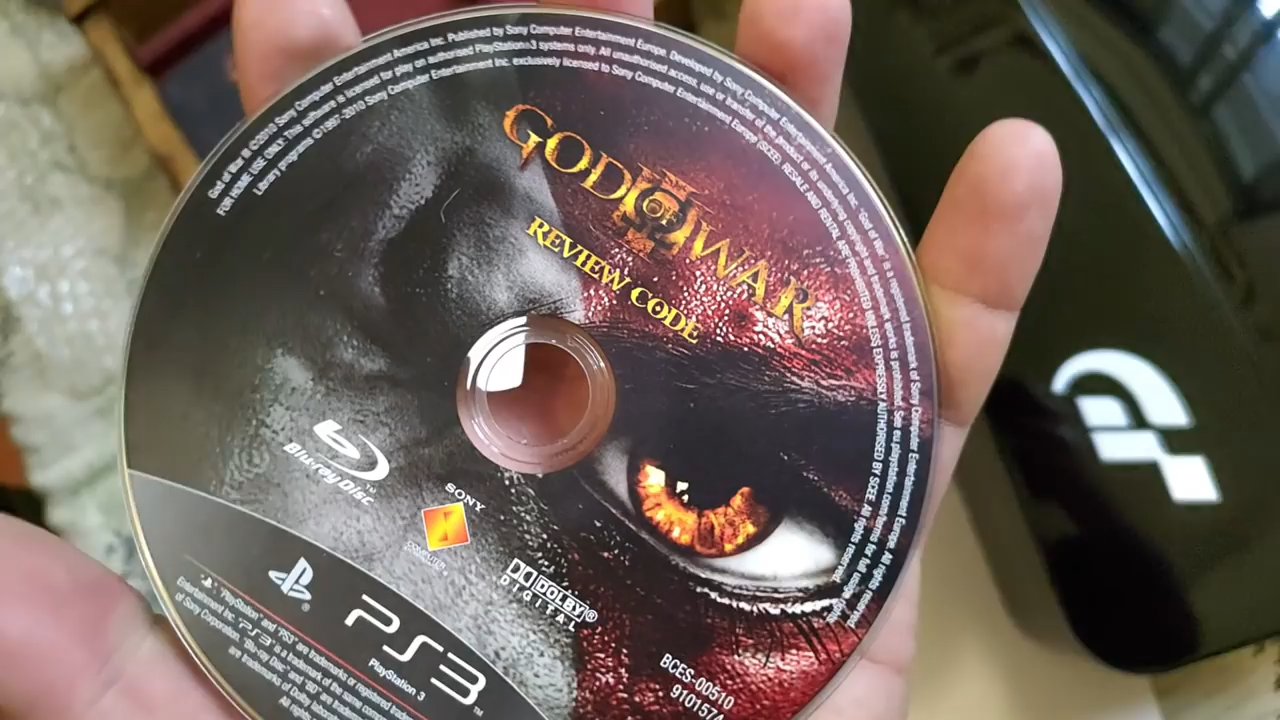 God of War III ©2010 Sony Computer Entertainment America Inc. Published by Sony Computer Entertainment Europe. Developed by Sony Computer Entertainment America Inc. "God of War" is a registered trademark of Sony Computer Entertainment America Inc. All rights reserved.
FOR HOME USE ONLY. This software is licensed for play on authorised PlayStation®3 systems only. All unauthorised access, use or transfer of the product or its underlying copyright and trademark works is prohibited. See eu.playstation.com/terms for full usage
Library programs ©1997-2010 Sony Computer Entertainment Inc. exclusively licensed to Sony Computer Entertainment Europe (SCEE). RESALE AND RENTAL ARE PROHIBITED UNLESS EXPRESSLY AUTHORISED BY SCEE. All rights reserved.
GOD OF WAR
III
REVIEW CODE
Blu-ray Disc™
SONY
COMPUTER
DOLBY®
DIGITAL
PS3™
PlayStation 3
"PlayStation" and "PS3" are trademarks or registered trademarks
Entertainment Inc. "PS3" is a trademark of the same company.
of Sony Corporation. "Blu-ray Disc" and "BD" are trademarks
are trademarks of Dolby
All rights
BCES-00510
9101574
GT